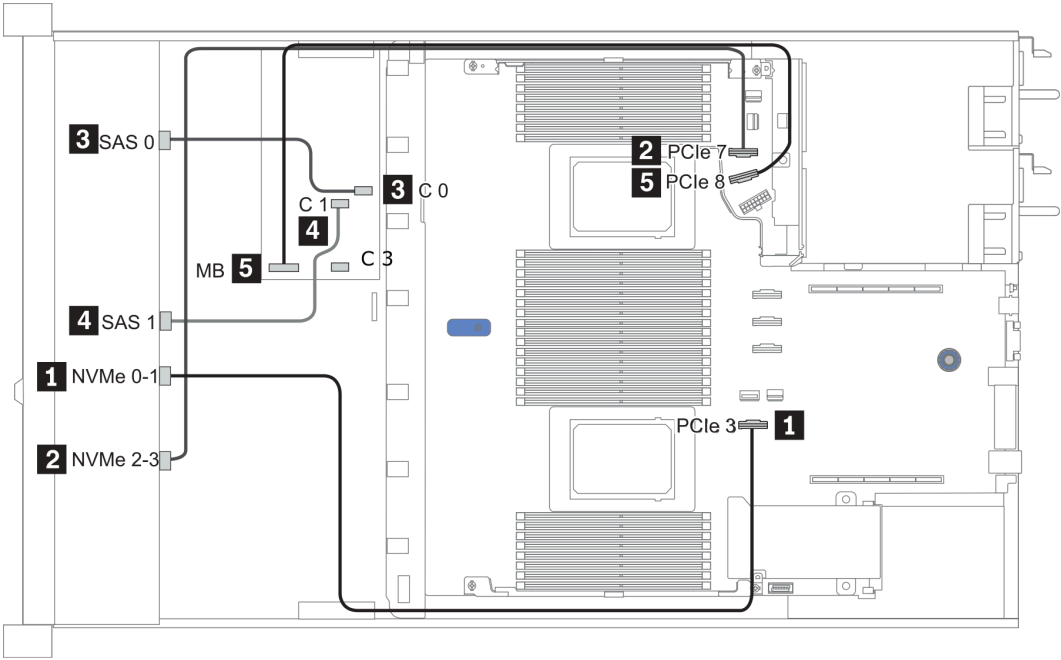 3 SAS 0
2 PCIe 7
5 PCIe 8
3 C 0
C 1
4
C 3
MB 5
4 SAS 1
1 NVMe 0-1
PCIe 3 1
2 NVMe 2-3